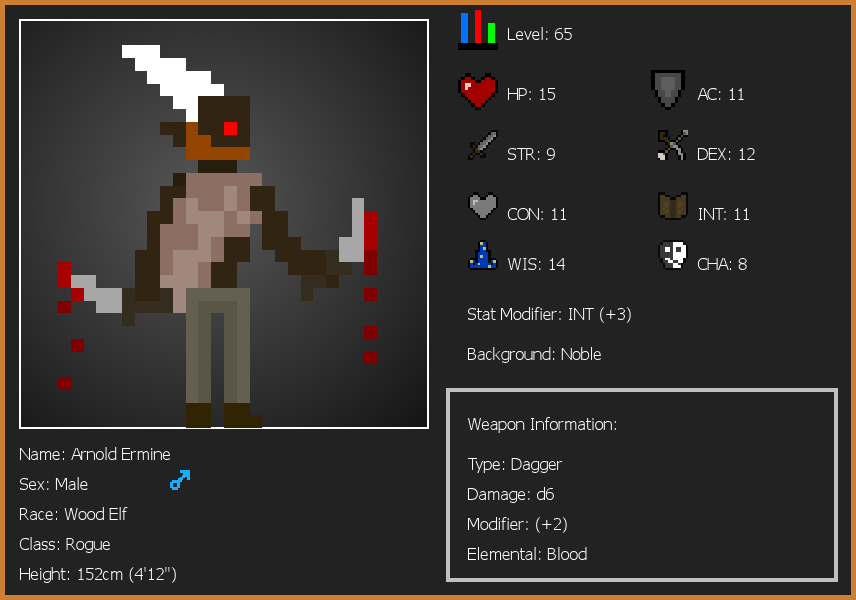 Level: 65
HP: 15
AC: 11
STR: 9
DEX: 12
CON: 11
INT: 11
WIS: 14
CHA: 8
Stat Modifier: INT (+3)
Background: Noble
Weapon Information:
Type: Dagger
Damage: d6
Modifier: (+2)
Elemental: Blood
Name: Arnold Ermine
Sex: Male
Race: Wood Elf
Class: Rogue
Height: 152cm (4'12")